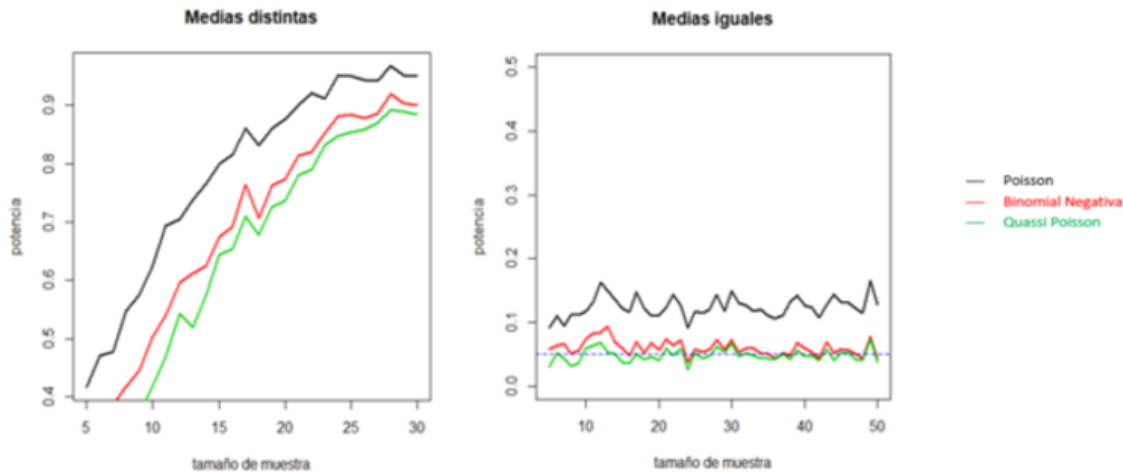 Medias distintas
potencia
0.4
0.5
0.6
0.7
0.8
0.9
5
10
15
20
25
30
tamaño de muestra
Medias iguales
potencia
0.0
0.1
0.2
0.3
0.4
0.5
10
20
30
40
50
tamaño de muestra
Poisson
Binomial Negativa
Quassi Poisson